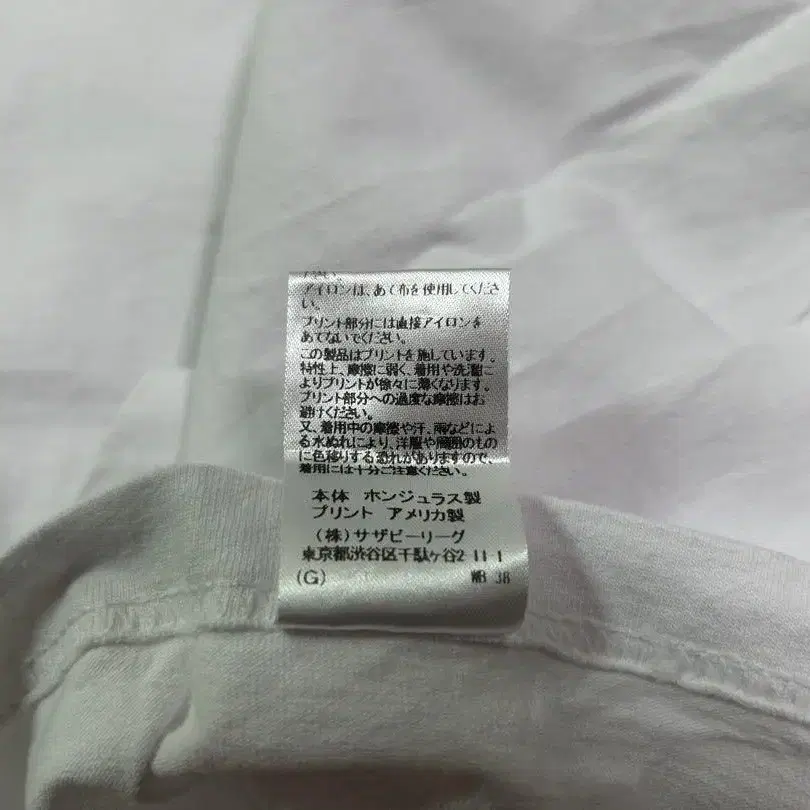 ださい。
アイロンは、あて布を使用してくださ
い。
プリント部分には直接アイロンを
あてないでください。
この製品はプリントを施しています。
特性上、摩擦に弱く、着用や洗濯に
よりプリントが徐々に薄くなります。
プリント部分への過度な摩擦はお
避けください。
又、着用中の摩擦や汗、雨などによ
る水ぬれにより、洋服や周囲のもの
に色移りする恐れがありますので、
着用には十分ご注意ください。
本体 ホンジュラス製
プリント アメリカ製
(株)サザビーリーグ
東京都渋谷区千駄ヶ谷2-11-1
(G) WB 38